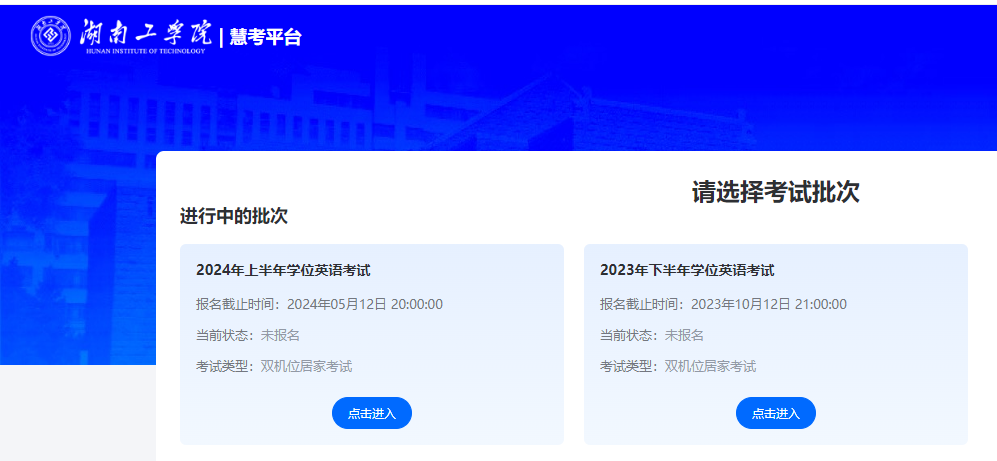 湖南工学院 | 慧考平台
HUNAN INSTITUTE OF TECHNOLOGY
请选择考试批次
进行中的批次
2024年上半年学位英语考试
报名截止时间：2024年05月12日 20:00:00
当前状态：未报名
考试类型：双机位居家考试
点击进入
2023年下半年学位英语考试
报名截止时间：2023年10月12日 21:00:00
当前状态：未报名
考试类型：双机位居家考试
点击进入